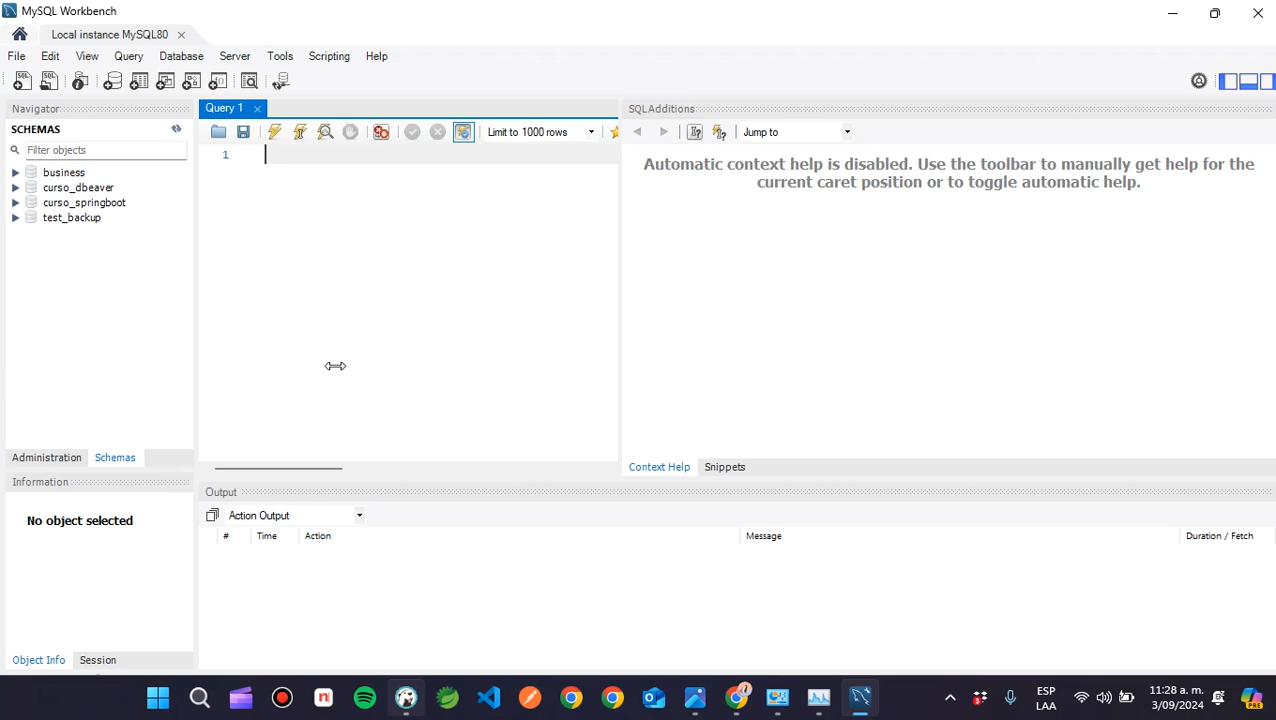 MySQL Workbench
Local instance MySQL80
File Edit View Query Database Server Tools Scripting Help
Navigator
SCHEMAS
Filter objects
business
curso_dbeaver
curso_springboot
test_backup
Administration Schemas
Information
No object selected
Object Info Session
Query 1
Limit to 1000 rows
1
SQLAdditions
Jump to
Automatic context help is disabled. Use the toolbar to manually get help for the
current caret position or to toggle automatic help.
Context Help Snippets
Output
Action Output
# Time Action Message Duration / Fetch
ESP
LAA
11:28 a. m.
3/09/2024